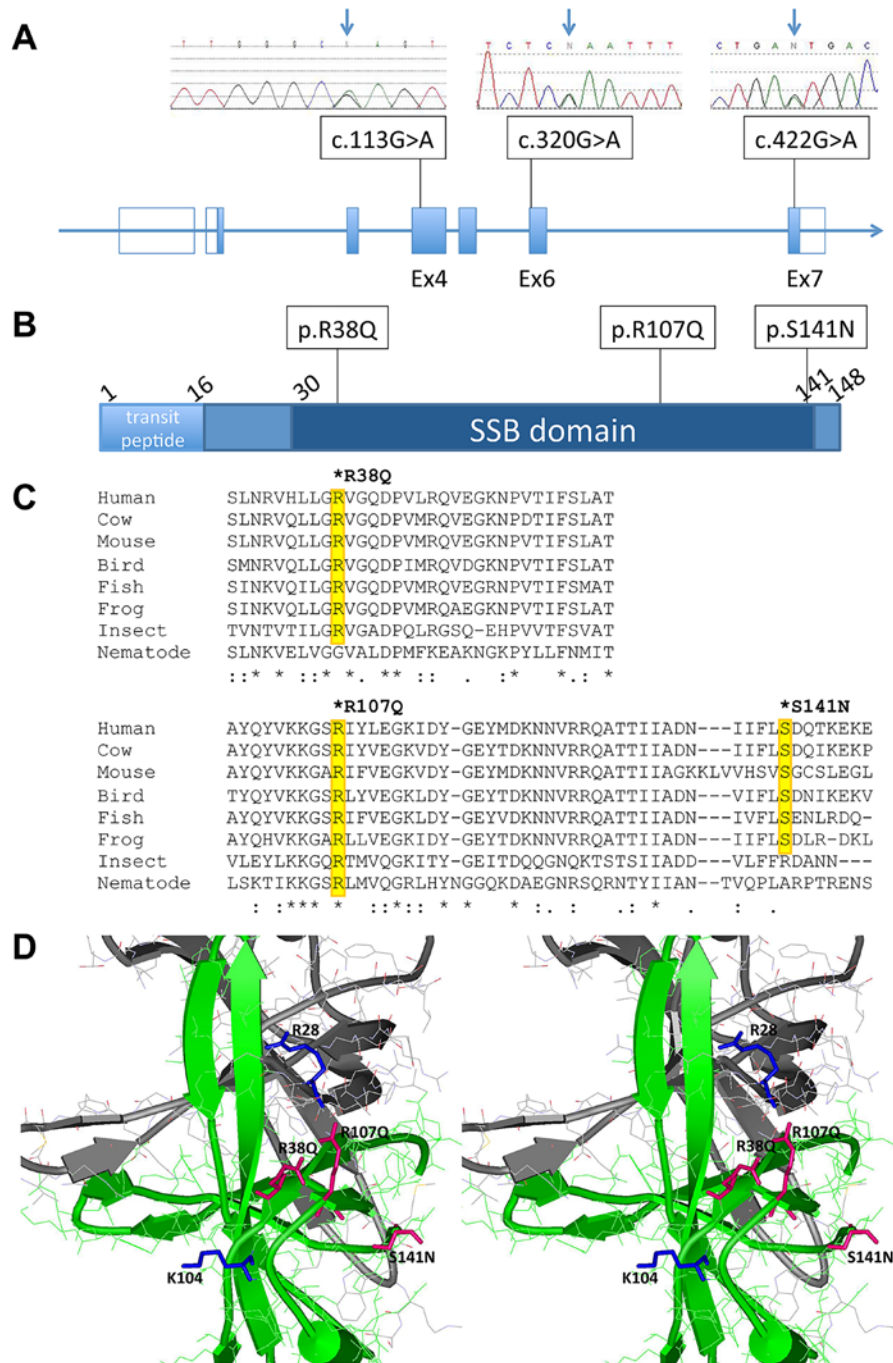 A
T T G G G C N A G T
T C T C N A A T T T
C T G A N T G A C
c.113G>A
c.320G>A
c.422G>A
Ex4
Ex6
Ex7
B
p.R38Q
p.R107Q
p.S141N
1
16
30
141
148
transit
peptide
SSB domain
C
*R38Q
Human SLNRVHLLGRVGQDPVLRQVEGKNPVTIFSLAT
Cow SLNRVQLLGRVGQDPVMRQVEGKNPDTIFSLAT
Mouse SLNRVQLLGRVGQDPVMRQVEGKNPVTIFSLAT
Bird SMNRVQLLGRVGQDPIMRQVDGKNPVTIFSLAT
Fish SINKVQILGRVGQDPVMRQVEGRNPVTIFSMAT
Frog SINKVQLLGRVGQDPVMRQAEGKNPVTIFSLAT
Insect TVNTVTILGRVGADPQLRGSQ-EHPVVTFSVAT
Nematode SLNKVELVGGVALDPMFKEAKNGKPYLLFNMIT
::* * :: * * ** :: . : * *.: *
*R107Q *S141N
Human AYQYVKKGSRIYLEGKIDY-GEYMDKNNVRRQATTIIADN---IIFLSDQTKEKE
Cow AYQYVKKGSRIYVEGKVDY-GEYTDKNNVRRQATTIIADN---IIFLSDQIKEKP
Mouse AYQYVKKGARIFVEGKVDY-GEYMDKNNVRRQATTIIAGKKLVVHSVSGCSLEGL
Bird TYQYVKKGSRLYVEGKLDY-GEYTDKNNVRRQATTIIADN---VIFLSDNIKEKV
Fish AYQYVKKGSRIFVEGKLDY-GEYVDKNNVRRQATTIIADN---IVFLSENLRDQ-
Frog AYQHVKKGARLLVEGKIDY-GEYTDKNNVRRQATTIIADN---IIFLSDLR-DKL
Insect VLEYLKKGQRTMVQGKITY-GEITDQQGNQKTSTSIIADD---VLFFRDANN---
Nematode LSKTIKKGSRLMVQGRLHYNGGQKDAEGNRSQRNTYIIAN---TVQPLARPTRENS
: :*** * ::*:: * * * :. : .: * . : .
D
R28
R38Q
R107Q
S141N
K104
R28
R38Q
R107Q
S141N
K104